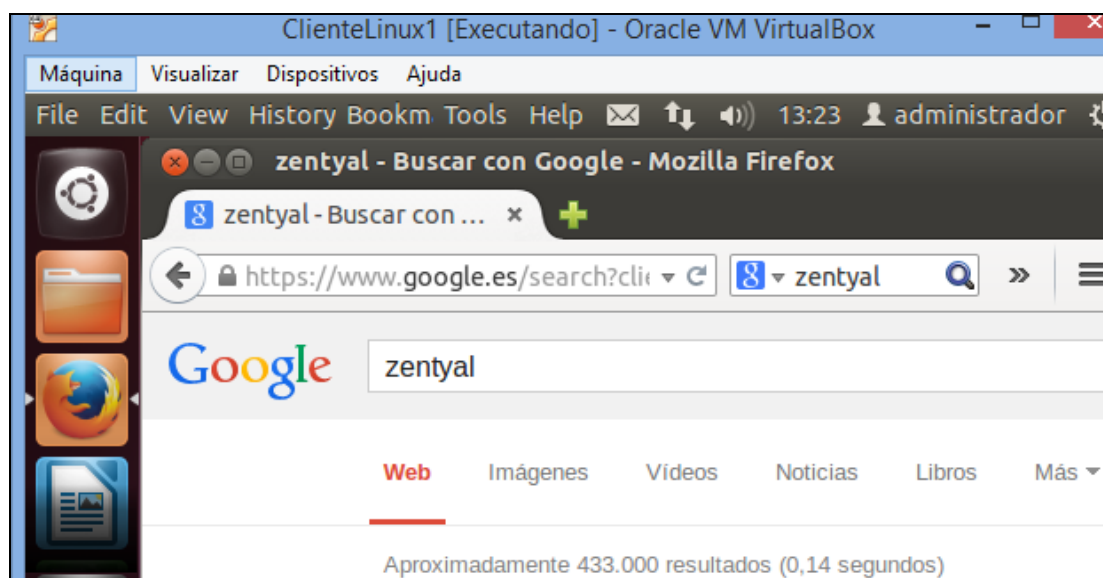 ClienteLinux1 [Executando] - Oracle VM VirtualBox
Máquina Visualizar Dispositivos Ajuda
File Edit View History Bookm Tools Help 13:23 administrador
zentyal - Buscar con Google - Mozilla Firefox
zentyal - Buscar con ...
https://www.google.es/search?clie 8 zentyal
Google zentyal
Web Imágenes Vídeos Noticias Libros Más
Aproximadamente 433.000 resultados (0,14 segundos)